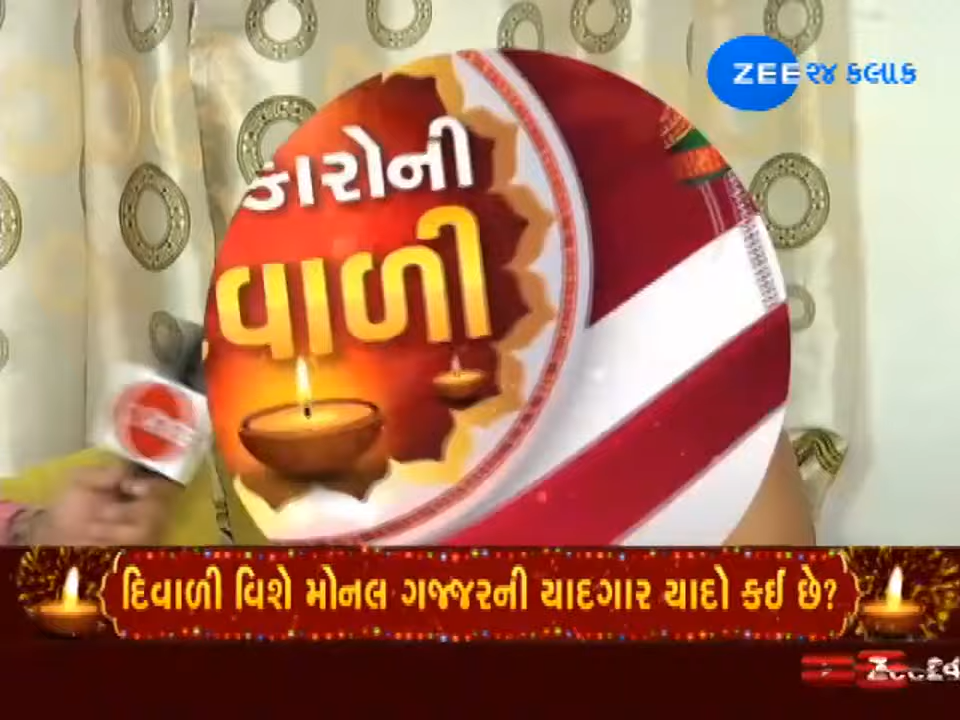 ZEE ૨૪ કલાક
કારોની
વાળી
દિવાળી વિશે મોનલ ગજ્જરની યાદગાર યાદો કઈ છે?